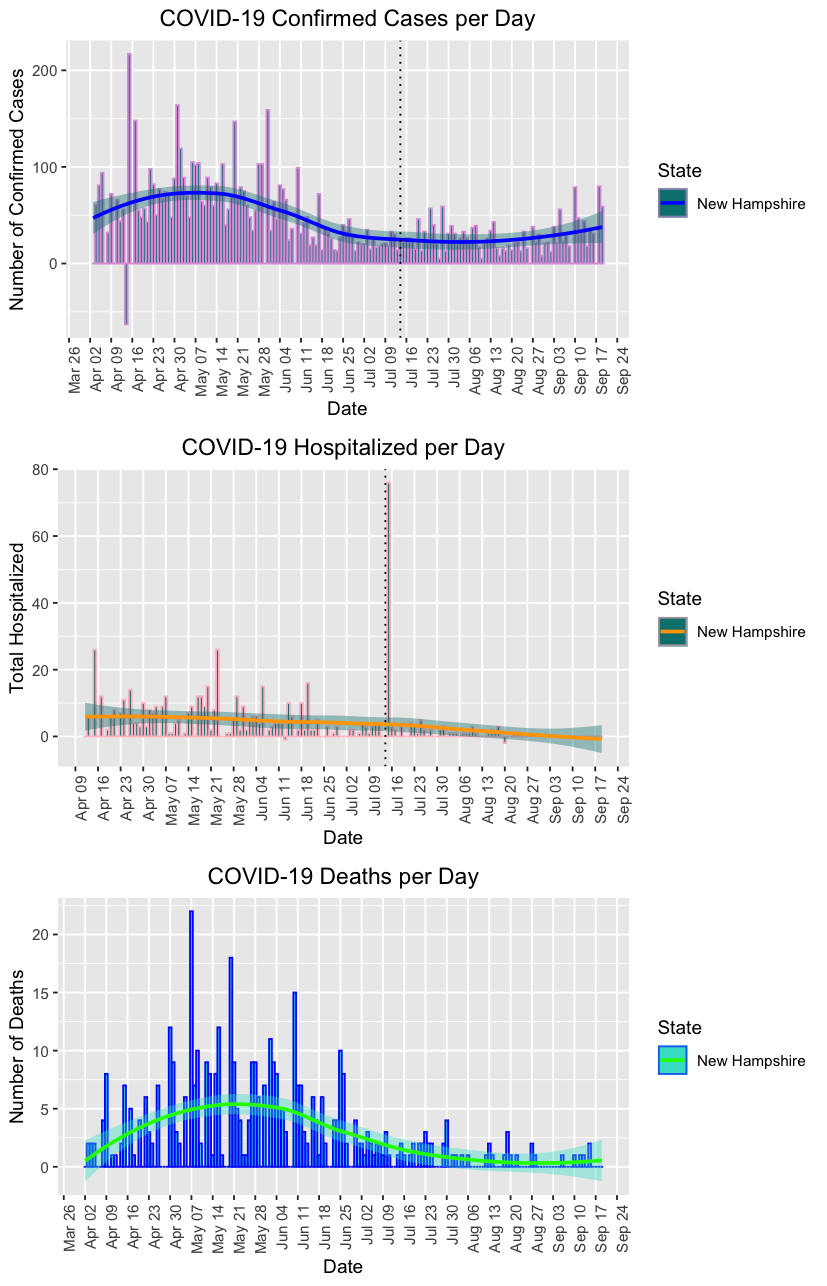 COVID-19 Confirmed Cases per Day
Number of Confirmed Cases
200
100
0
Mar 26
Apr 02
Apr 09
Apr 16
Apr 23
Apr 30
May 07
May 14
May 21
May 28
Jun 04
Jun 11
Jun 18
Jun 25
Jul 02
Jul 09
Jul 16
Jul 23
Jul 30
Aug 06
Aug 13
Aug 20
Aug 27
Sep 03
Sep 10
Sep 17
Sep 24
Date
State
New Hampshire
COVID-19 Hospitalized per Day
Total Hospitalized
80
60
40
20
0
Apr 09
Apr 16
Apr 23
Apr 30
May 07
May 14
May 21
May 28
Jun 04
Jun 11
Jun 18
Jun 25
Jul 02
Jul 09
Jul 16
Jul 23
Jul 30
Aug 06
Aug 13
Aug 20
Aug 27
Sep 03
Sep 10
Sep 17
Sep 24
Date
State
New Hampshire
COVID-19 Deaths per Day
Number of Deaths
20
15
10
5
0
Mar 26
Apr 02
Apr 09
Apr 16
Apr 23
Apr 30
May 07
May 14
May 21
May 28
Jun 04
Jun 11
Jun 18
Jun 25
Jul 02
Jul 09
Jul 16
Jul 23
Jul 30
Aug 06
Aug 13
Aug 20
Aug 27
Sep 03
Sep 10
Sep 17
Sep 24
Date
State
New Hampshire